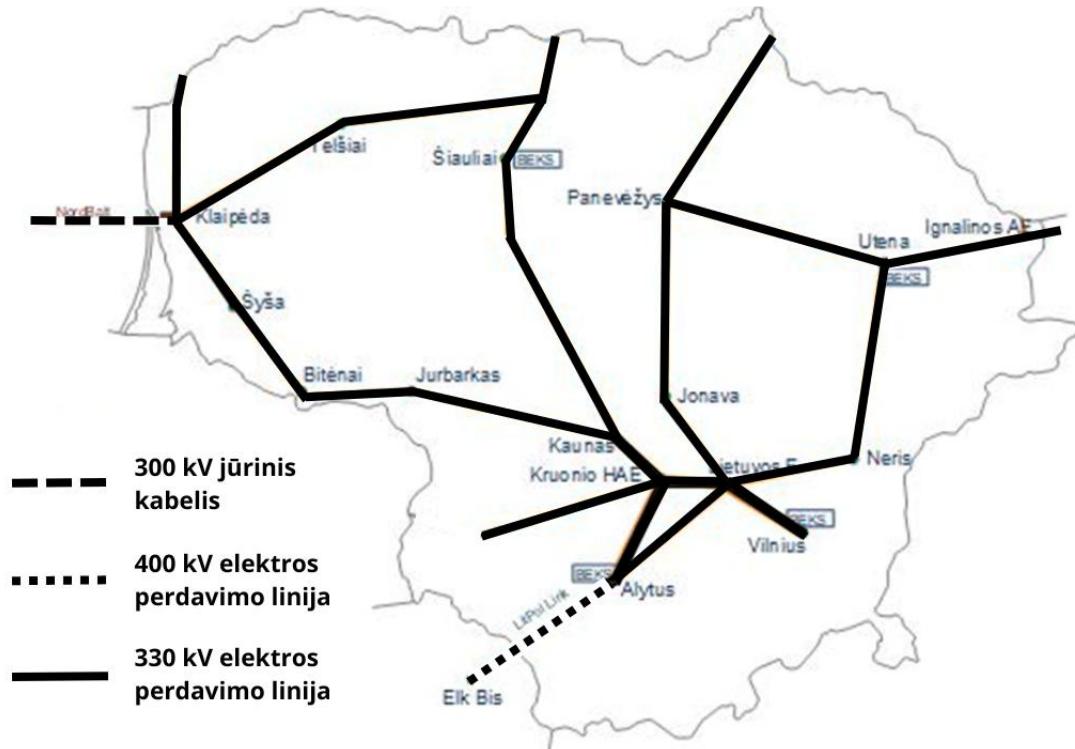 Telšiai
Šiauliai
BEKS
Panevėžys
NordBalt
Klaipėda
Ignalinos AE
Utena
BEKS
Šyša
Bitėnai
Jurbarkas
Jonava
Kaunas
Lietuvos E
Neris
Kruonio HAE
BEKS
Vilnius
BEKS
Alytus
LitPol Link
Elk Bis
300 kV jūrinis
kabelis
400 kV elektros
perdavimo linija
330 kV elektros
perdavimo linija